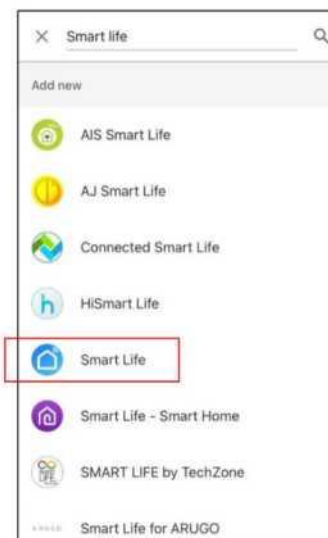 Smart life
Add new
AIS Smart Life
AJ Smart Life
Connected Smart Life
h
HiSmart Life
Smart Life
Smart Life - Smart Home
SMART LIFE by TechZone
ARUGO
Smart Life for ARUGO